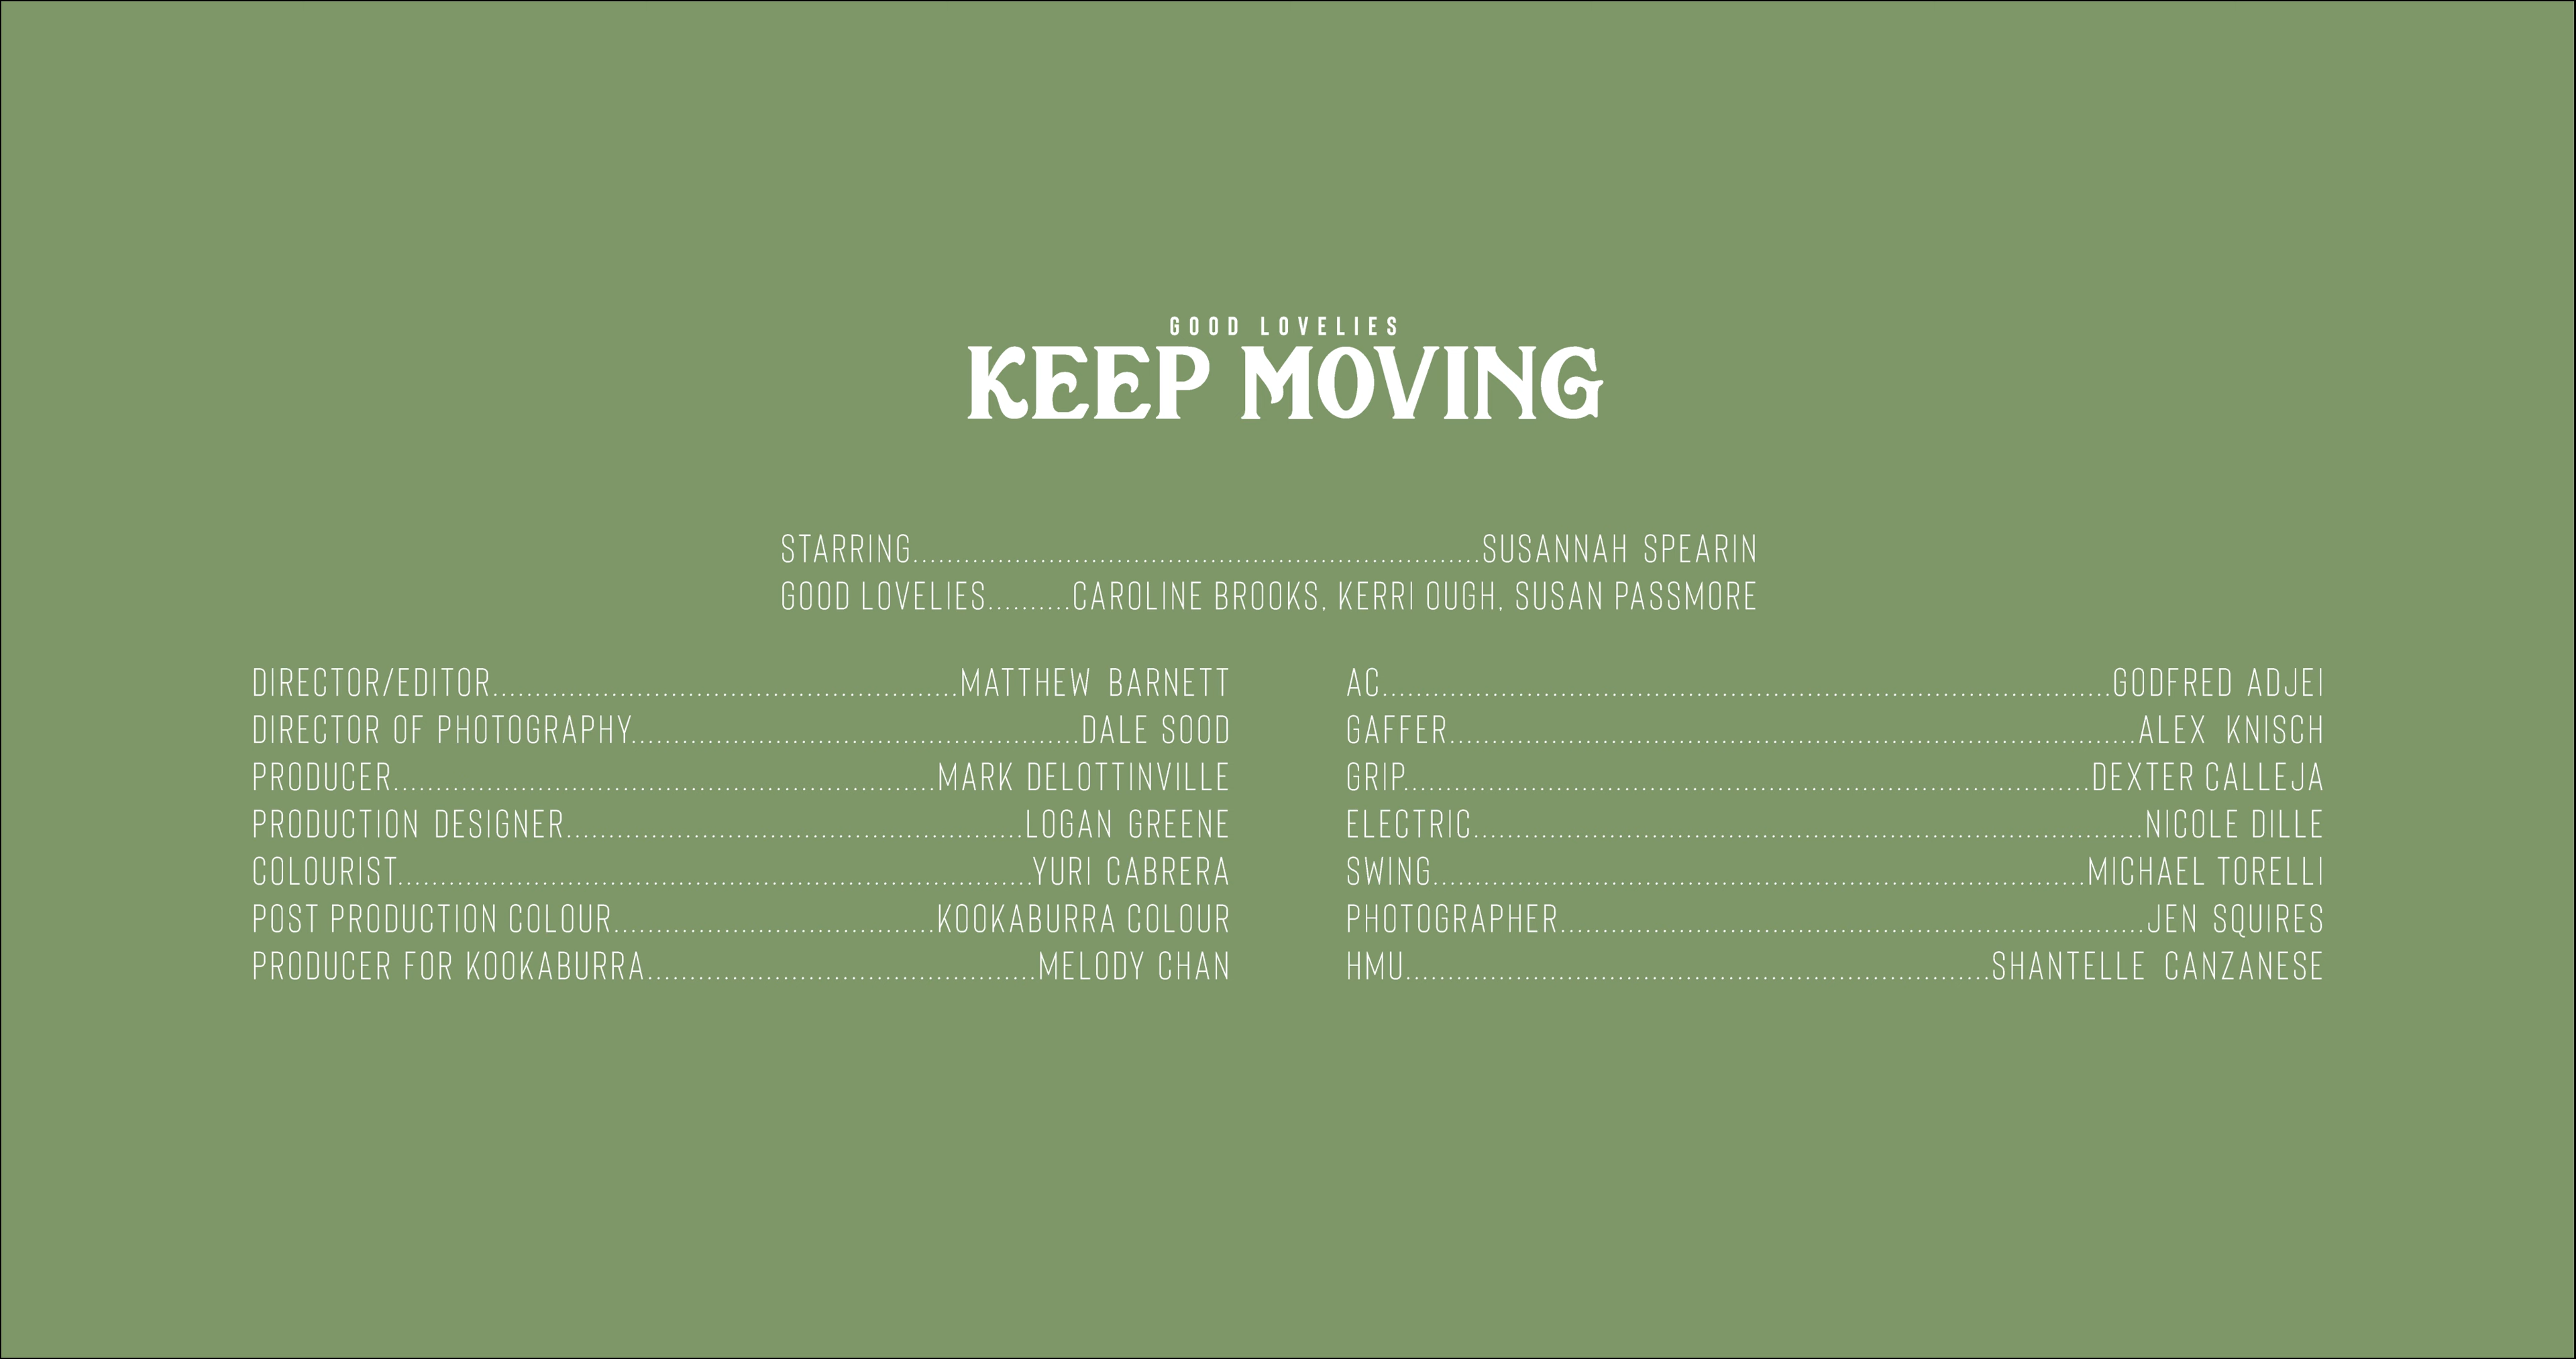 GOOD LOVELIES
KEEP MOVING
STARRING....................................................................SUSANNAH SPEARIN
GOOD LOVELIES..........CAROLINE BROOKS, KERRI OUGH, SUSAN PASSMORE
DIRECTOR/EDITOR........................................................MATTHEW BARNETT
DIRECTOR OF PHOTOGRAPHY.....................................................DALE SOOD
PRODUCER.................................................................MARK DELOTTINVILLE
PRODUCTION DESIGNER......................................................LOGAN GREENE
COLOURIST............................................................................YURI CABRERA
POST PRODUCTION COLOUR......................................KOOKABURRA COLOUR
PRODUCER FOR KOOKABURRA..............................................MELODY CHAN
AC.......................................................................................GODFRED ADJEI
GAFFER..................................................................................ALEX KNISCH
GRIP..................................................................................DEXTER CALLEJA
ELECTRIC................................................................................NICOLE DILLE
SWING..............................................................................MICHAEL TORELLI
PHOTOGRAPHER......................................................................JEN SQUIRES
HMU......................................................................SHANTELLE CANZANESE